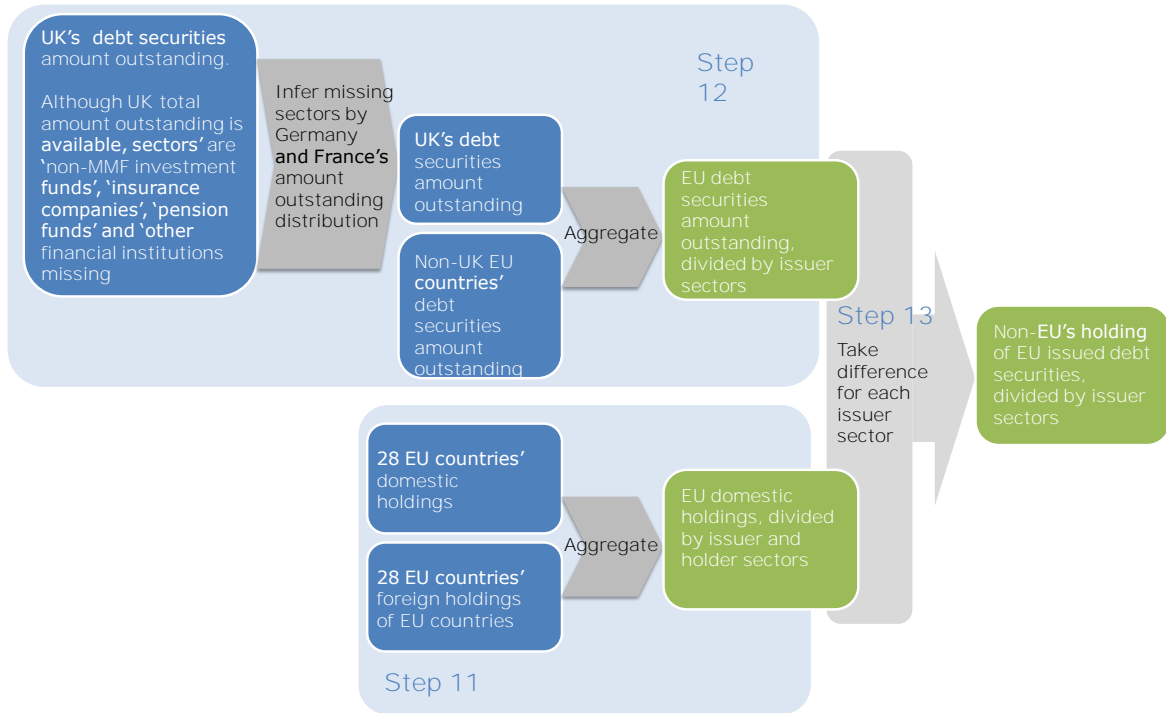 UK's debt securities
amount outstanding.
Although UK total
amount outstanding is
available, sectors' are
'non-MMF investment
funds', 'insurance
companies', 'pension
funds' and 'other
financial institutions
missing
Infer missing
sectors by
Germany
and France's
amount
outstanding
distribution
UK's debt
securities
amount
outstanding
Non-UK EU
countries'
debt
securities
amount
outstanding
Aggregate
Step
12
EU debt
securities
amount
outstanding,
divided by issuer
sectors
28 EU countries'
domestic
holdings
28 EU countries'
foreign holdings
of EU countries
Aggregate
EU domestic
holdings, divided
by issuer and
holder sectors
Step 11
Step 13
Take
difference
for each
issuer
sector
Non-EU's holding
of EU issued debt
securities,
divided by issuer
sectors